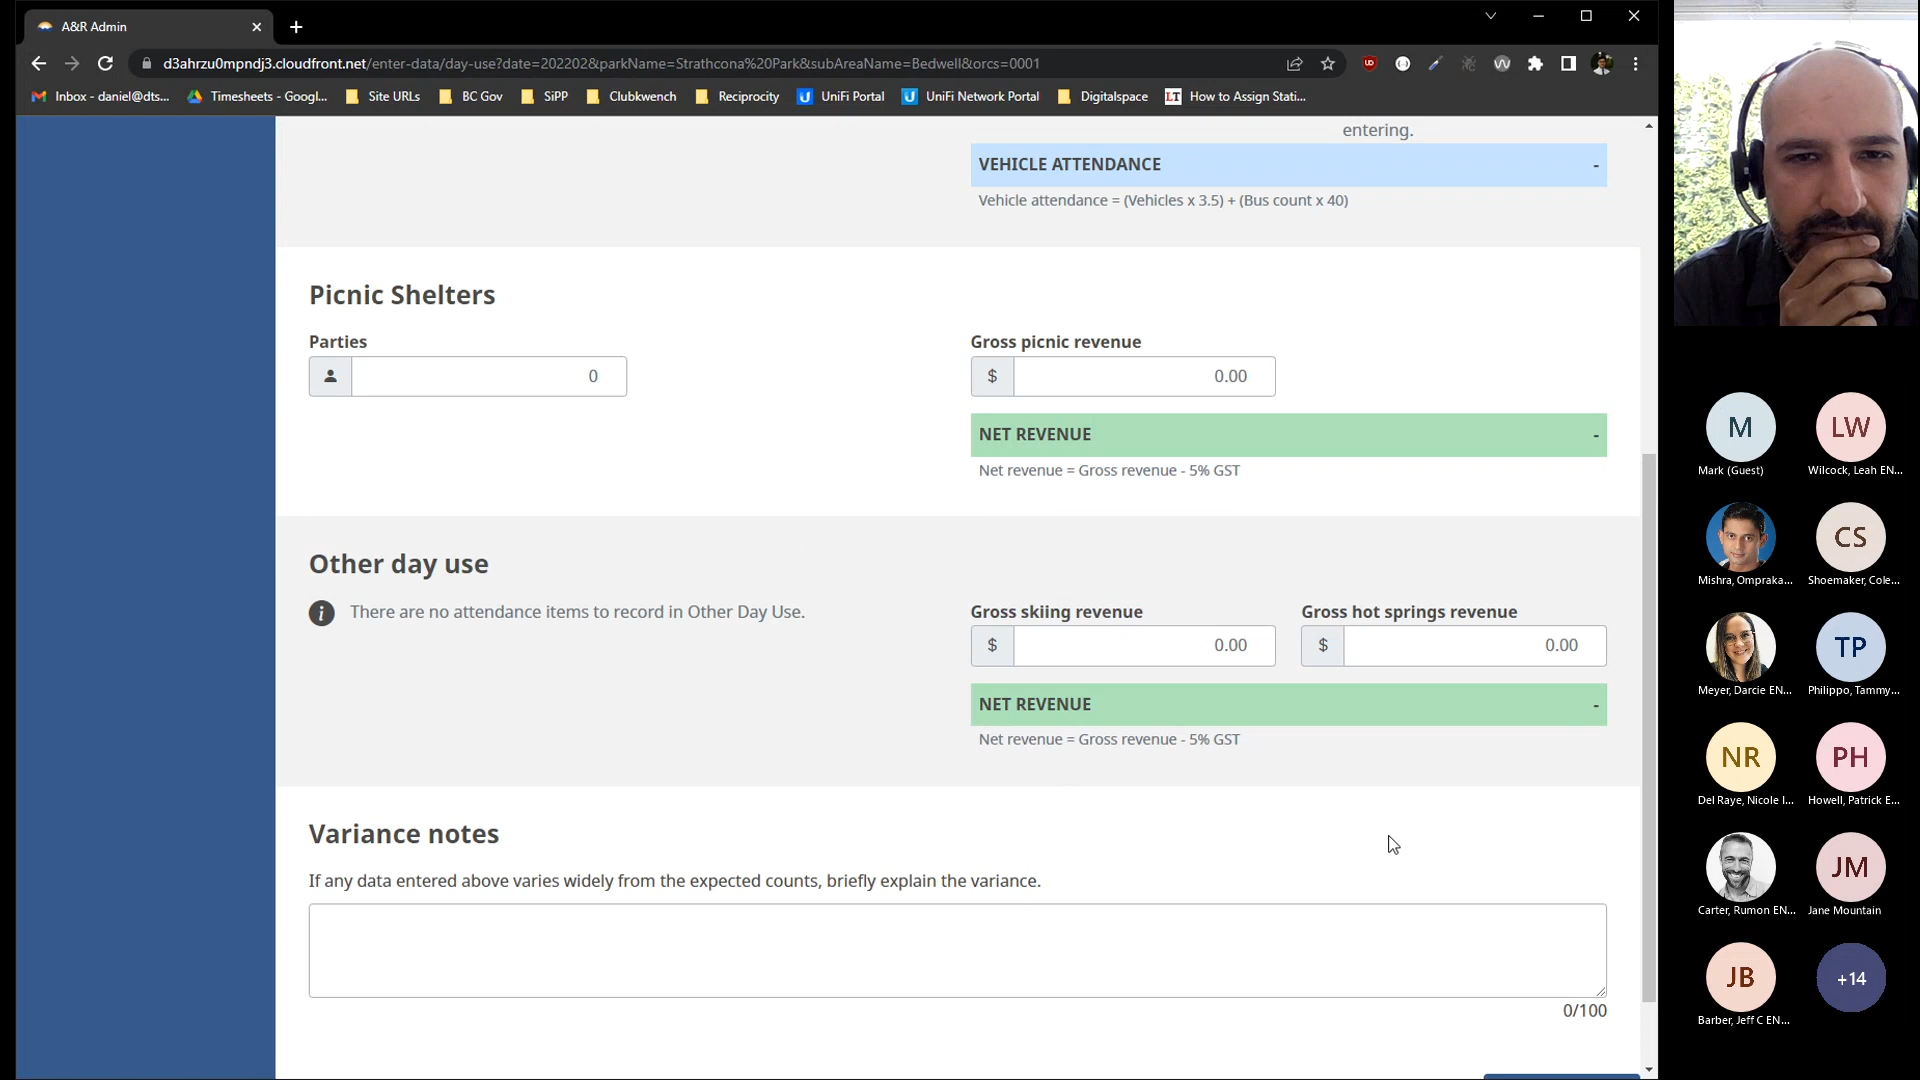 A&R Admin
d3ahrzu0mpndj3.cloudfront.net/enter-data/day-use?date=202202&parkName=Strathcona%20Park&subAreaName=Bedwell&orcs=0001
Inbox - daniel@dts...
Timesheets - Googl...
Site URLs
BC Gov
SiPP
Clubkwench
Reciprocity
UniFi Portal
UniFi Network Portal
Digitalspace
LT
How to Assign Stati...
entering.
VEHICLE ATTENDANCE -
Vehicle attendance = (Vehicles x 3.5) + (Bus count x 40)
Picnic Shelters
Parties
0
Gross picnic revenue
$ 0.00
NET REVENUE -
Net revenue = Gross revenue - 5% GST
Other day use
There are no attendance items to record in Other Day Use.
Gross skiing revenue
$ 0.00
Gross hot springs revenue
$ 0.00
NET REVENUE -
Net revenue = Gross revenue - 5% GST
Variance notes
If any data entered above varies widely from the expected counts, briefly explain the variance.
0/100
M
Mark (Guest)
LW
Wilcock, Leah EN...
Mishra, Ompraka...
CS
Shoemaker, Cole...
Meyer, Darcie EN...
TP
Philippo, Tammy...
NR
Del Raye, Nicole I...
PH
Howell, Patrick E...
Carter, Rumon EN...
JM
Jane Mountain
JB
Barber, Jeff C EN...
+14